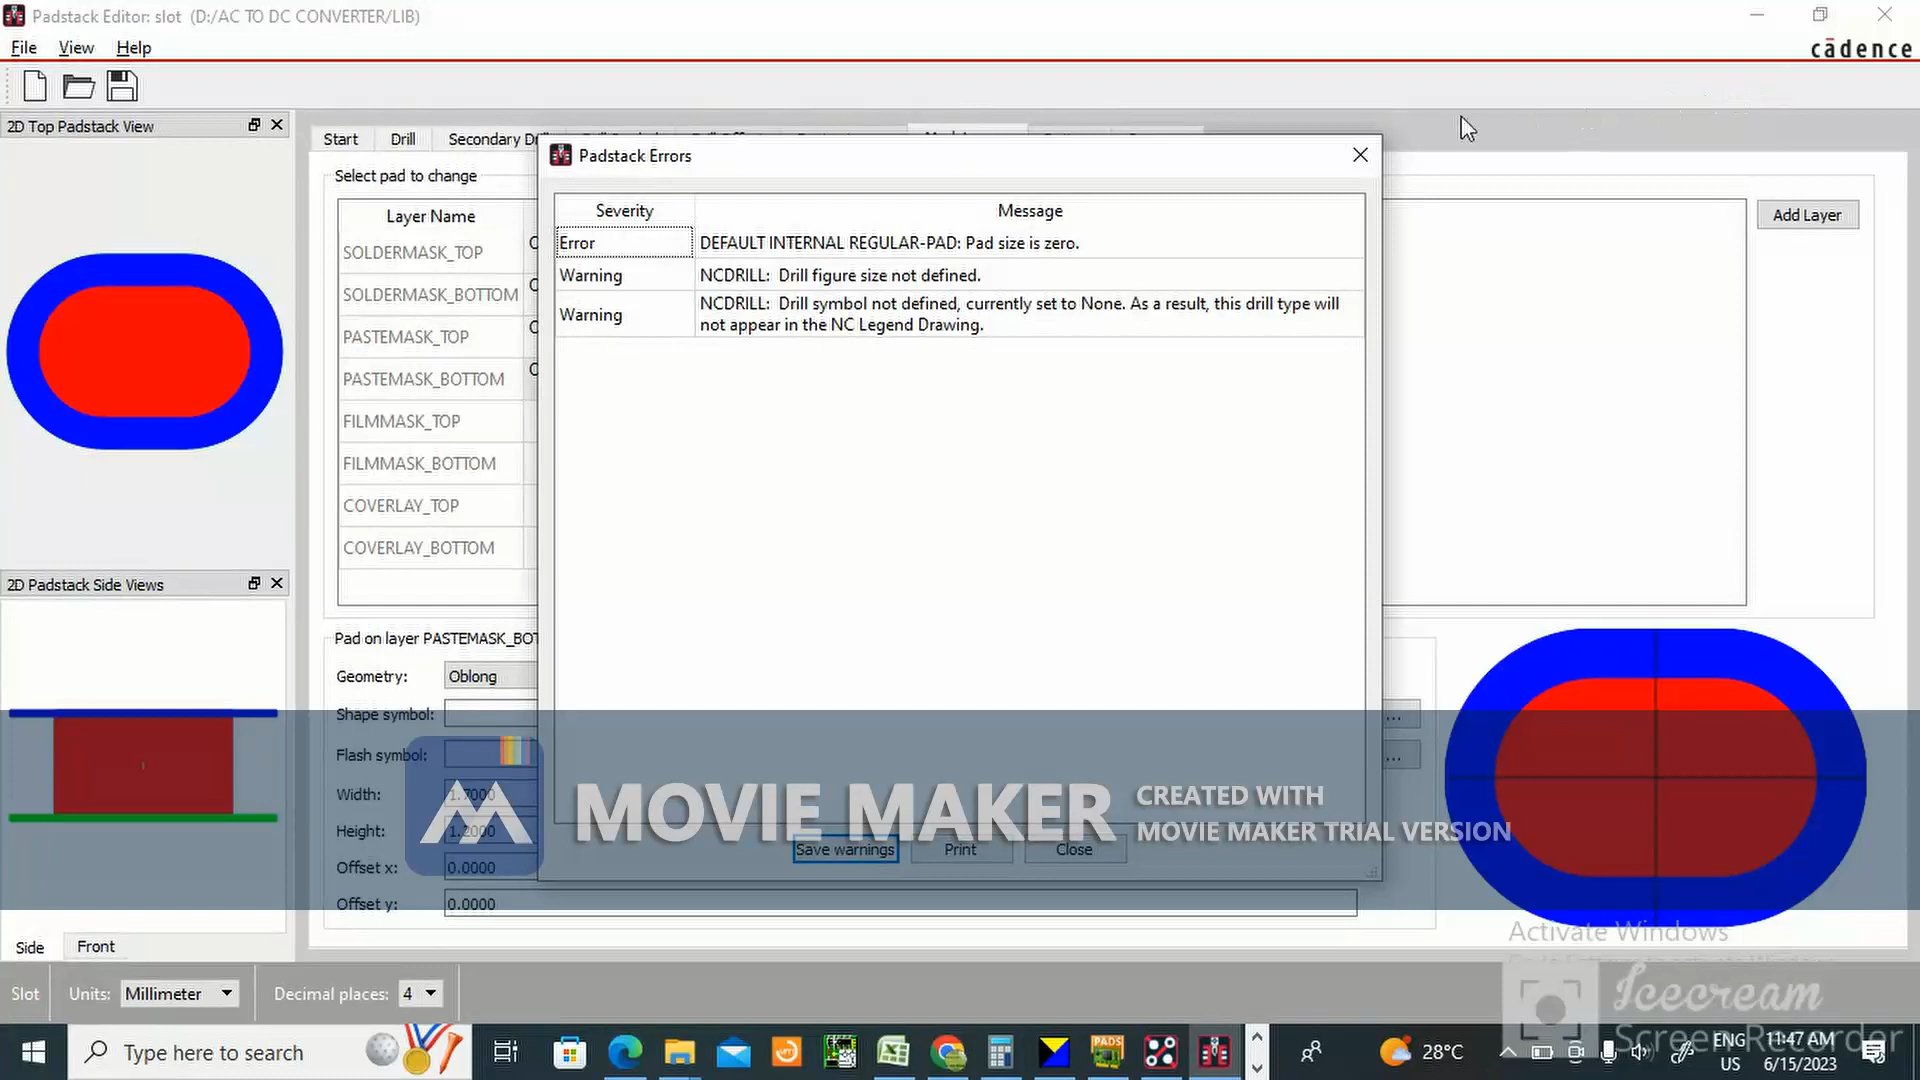 Padstack Editor: slot (D:/AC TO DC CONVERTER/LIB)
File View Help
cādence
2D Top Padstack View
Start Drill Secondary Dr
Padstack Errors
Select pad to change
Layer Name
Severity Message
Add Layer
SOLDERMASK_TOP
Error DEFAULT INTERNAL REGULAR-PAD: Pad size is zero.
SOLDERMASK_BOTTOM
Warning NCDRILL: Drill figure size not defined.
Warning NCDRILL: Drill symbol not defined, currently set to None. As a result, this drill type will
not appear in the NC Legend Drawing.
PASTEMASK_TOP
PASTEMASK_BOTTOM
FILMMASK_TOP
FILMMASK_BOTTOM
COVERLAY_TOP
COVERLAY_BOTTOM
2D Padstack Side Views
Pad on layer PASTEMASK_BOT
Geometry: Oblong
Shape symbol:
Flash symbol:
Width: 1.7000
Height: 1.2000
Offset x: 0.0000
Offset y: 0.0000
MOVIE MAKER
CREATED WITH
MOVIE MAKER TRIAL VERSION
Save warnings Print Close
Side Front
Activate Windows
Slot Units: Millimeter Decimal places: 4
Icecream
Screen Recorder
Type here to search
PADS
28°C
ENG
US
11:47 AM
6/15/2023